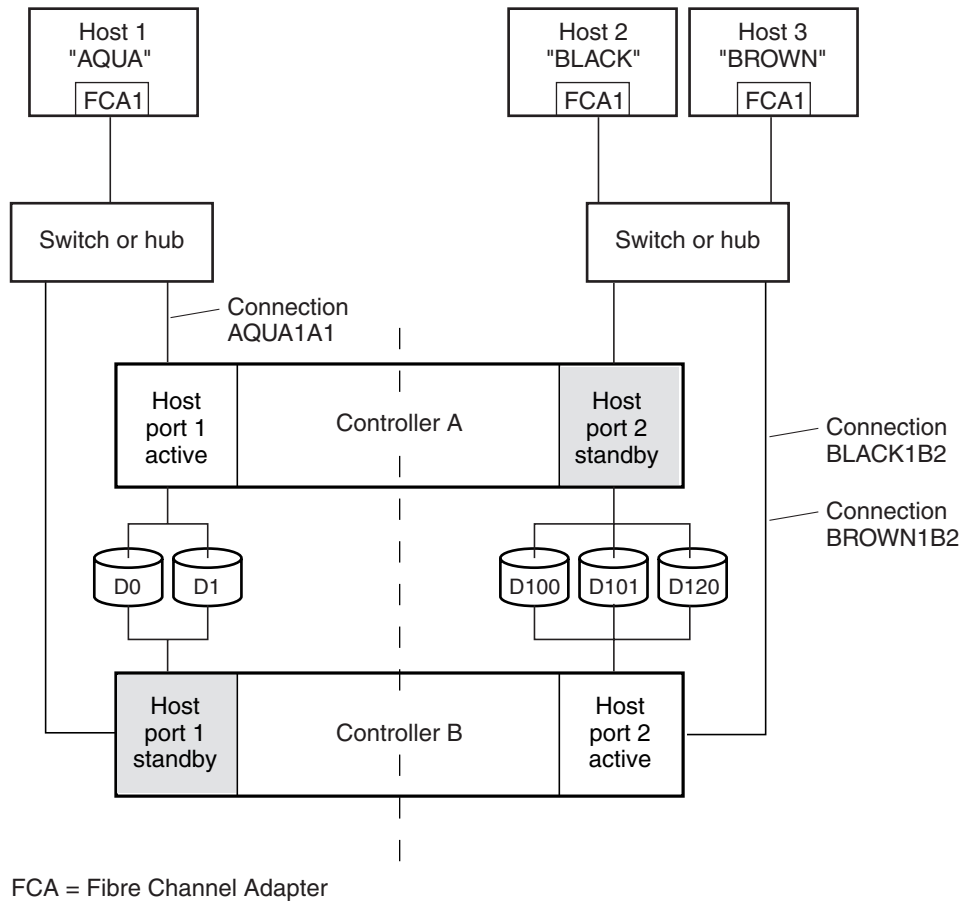 Host 1
"AQUA"
FCA1
Host 2
"BLACK"
FCA1
Host 3
"BROWN"
FCA1
Switch or hub
Switch or hub
Connection
AQUA1A1
Host
port 1
active
Controller A
Host
port 2
standby
Connection
BLACK1B2
Connection
BROWN1B2
D0
D1
D100
D101
D120
Host
port 1
standby
Controller B
Host
port 2
active
FCA = Fibre Channel Adapter